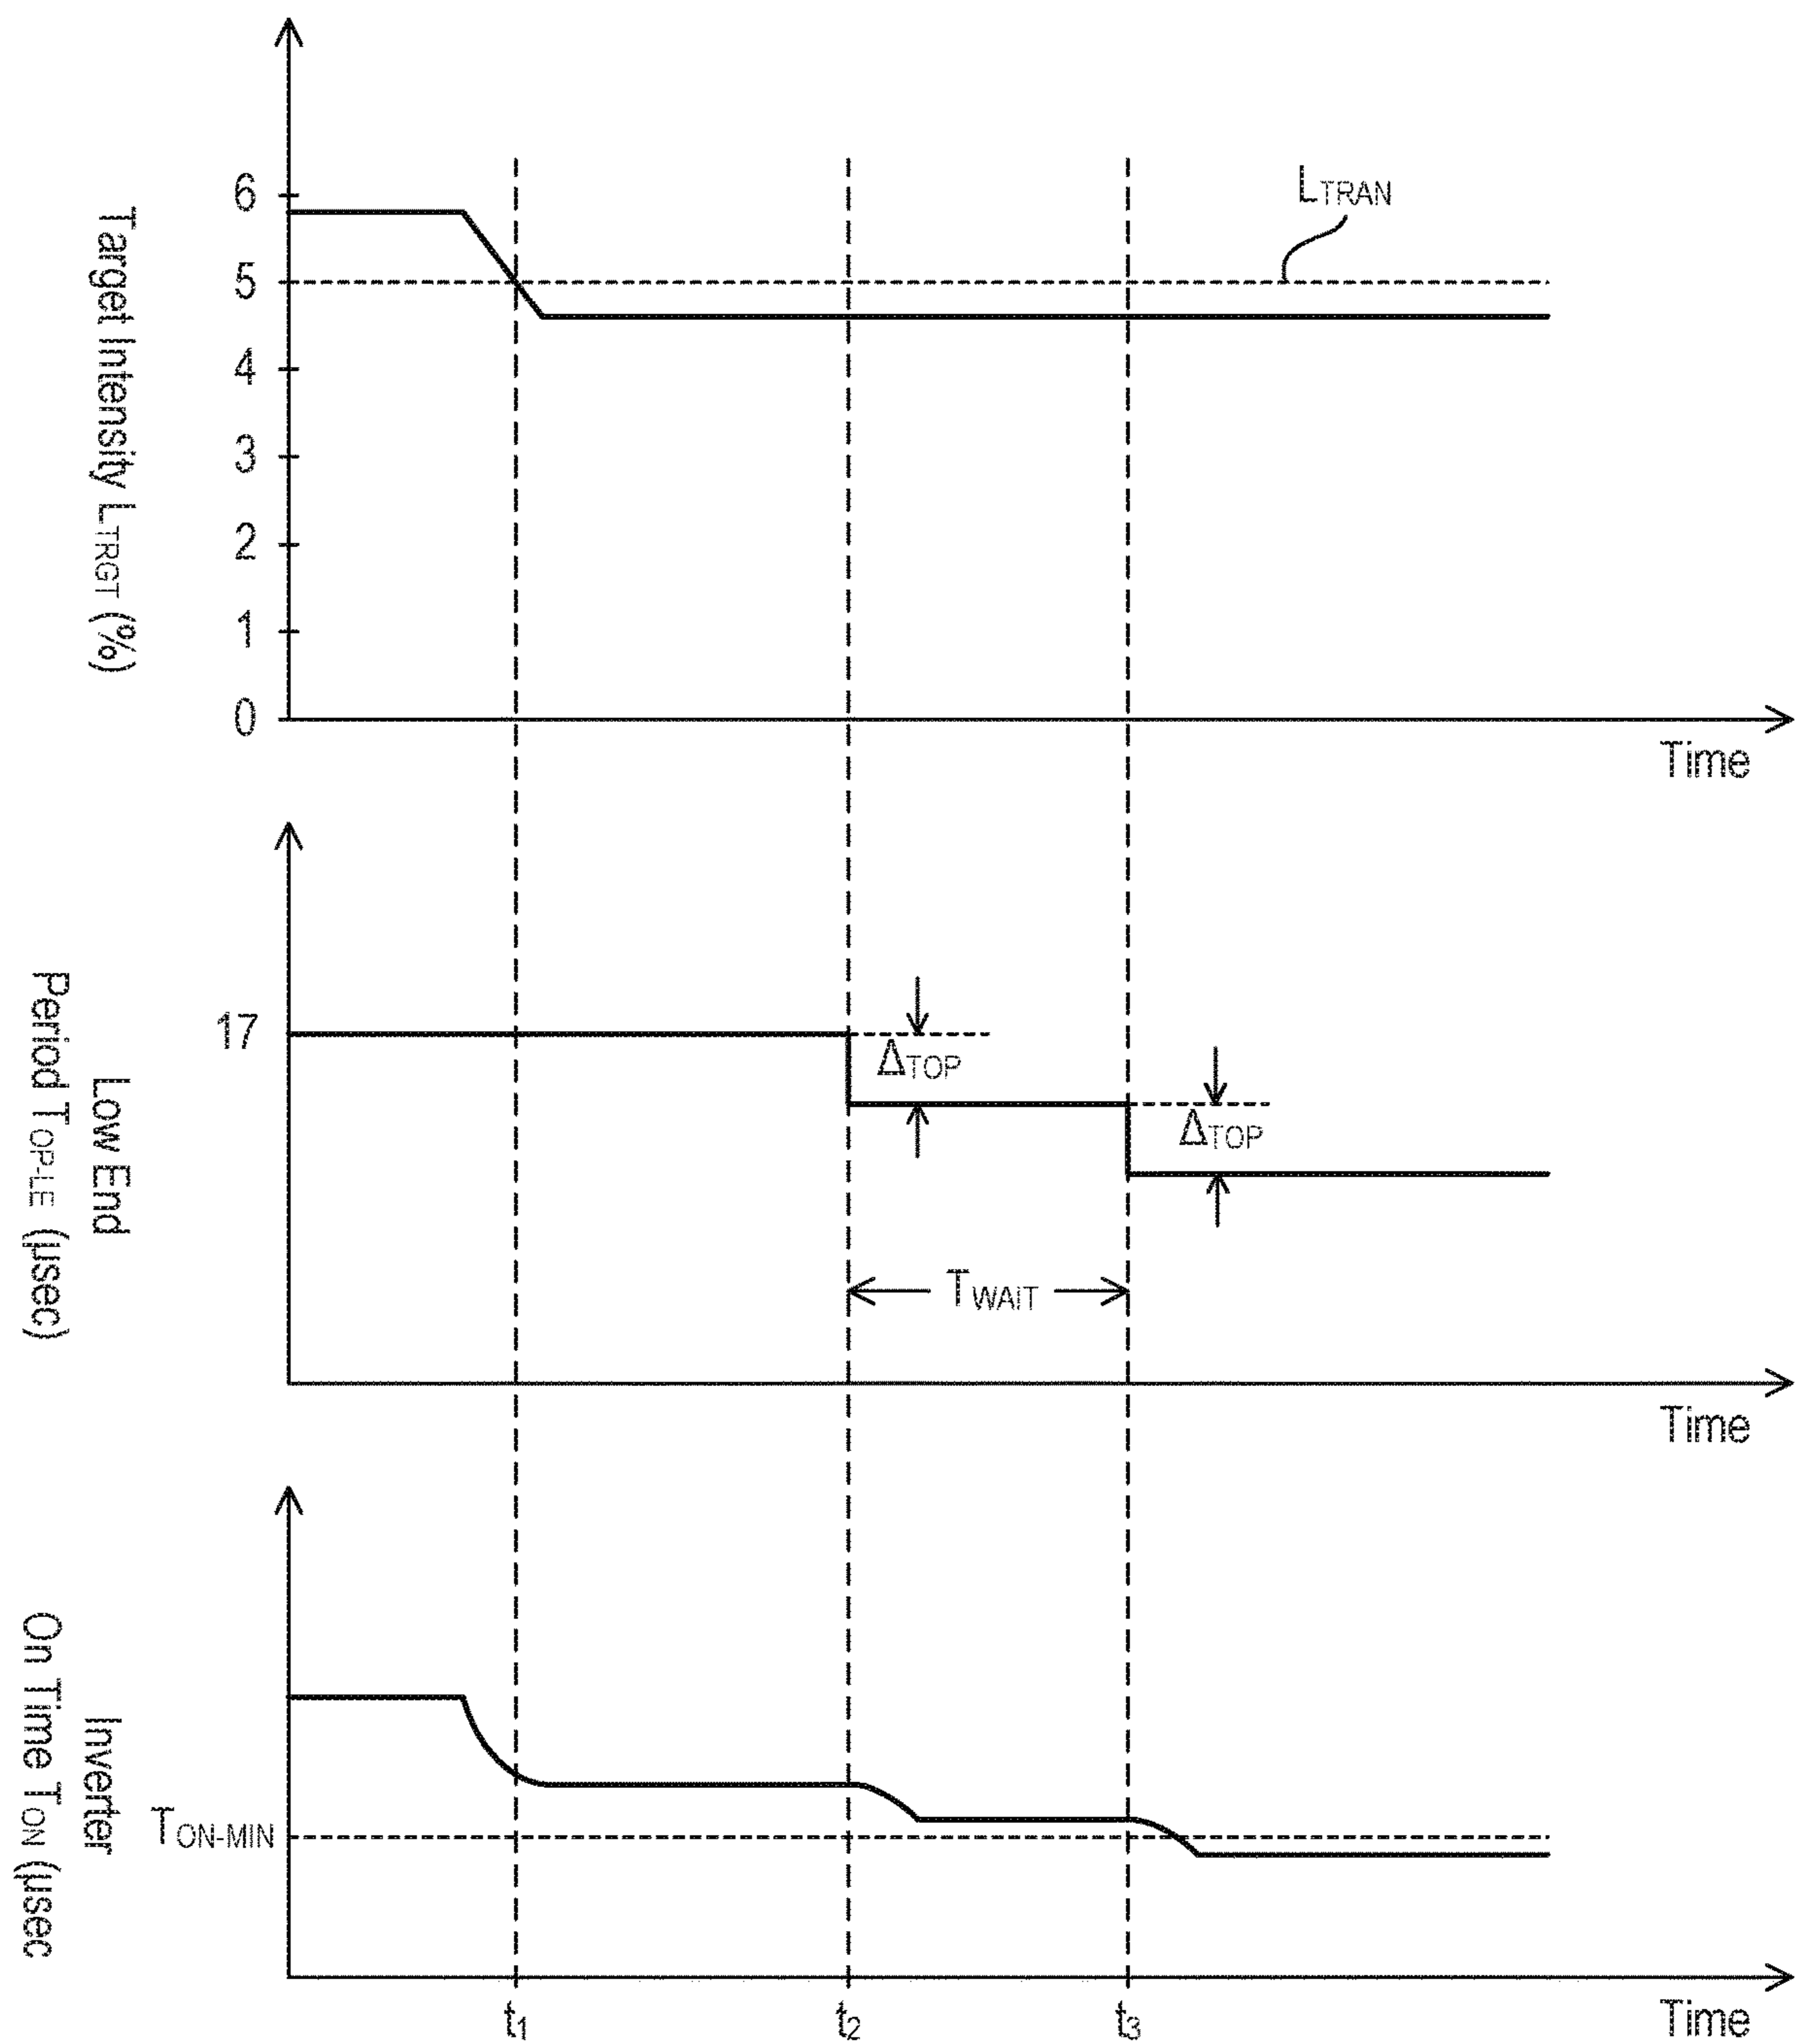 Target Intensity LTRGT (%)
6
5
4
3
2
1
0
LTRAN
Time
Low End
Period TOP-LE (µsec)
17
ΔTOP
ΔTOP
TWAIT
Time
Inverter
On Time TON (µsec
TON-MIN
t1
t2
t3
Time